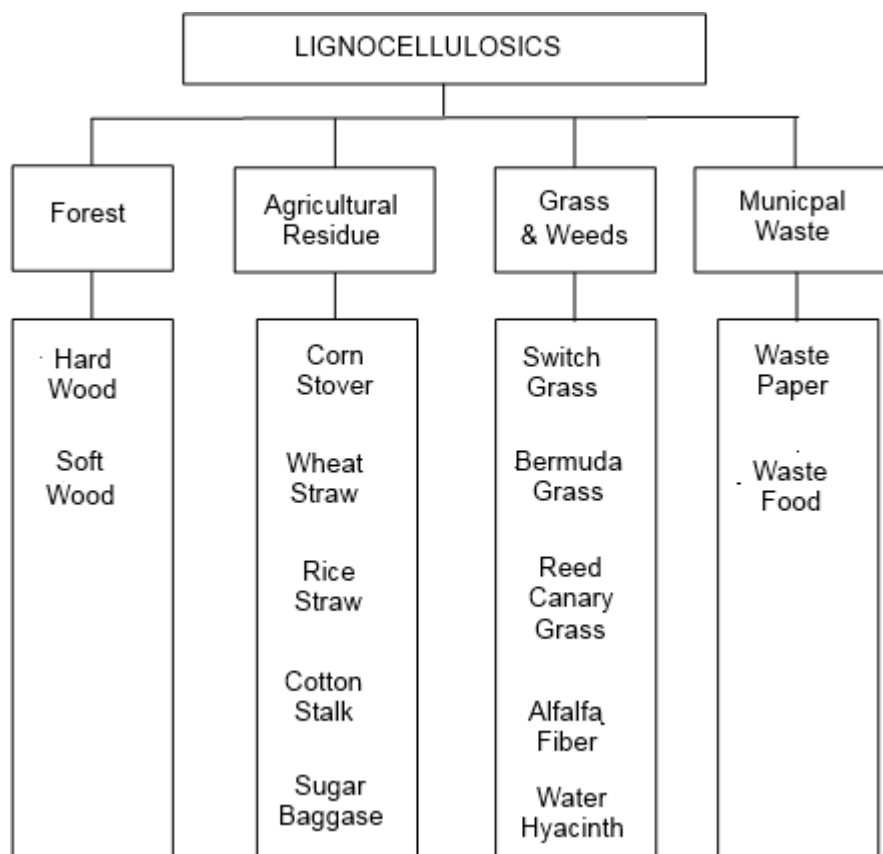 LIGNOCELLULOSICS
Forest
Agricultural
Residue
Grass
& Weeds
Municpal
Waste
Hard
Wood
Soft
Wood
Corn
Stover
Wheat
Straw
Rice
Straw
Cotton
Stalk
Sugar
Baggase
Switch
Grass
Bermuda
Grass
Reed
Canary
Grass
Alfalfa
Fiber
Water
Hyacinth
Waste
Paper
Waste
Food